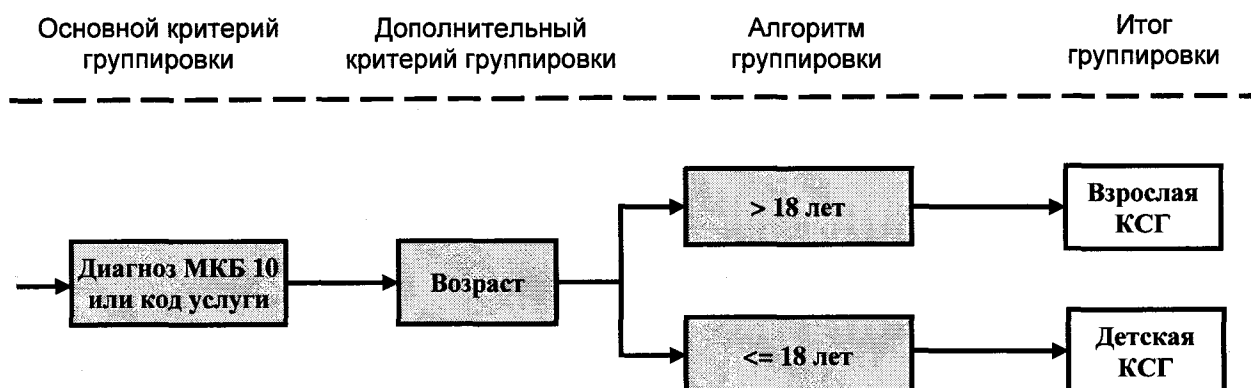 Основной критерий
группировки
Дополнительный
критерий группировки
Алгоритм
группировки
Итог
группировки
Диагноз МКБ 10
или код услуги
Возраст
> 18 лет
Взрослая
КСГ
<= 18 лет
Детская
КСГ